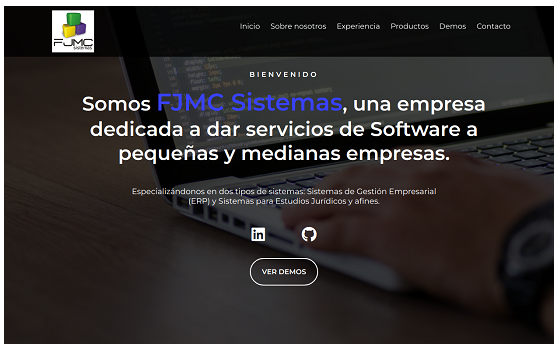 FJMC
Sistemas
Inicio Sobre nosotros Experiencia Productos Demos Contacto
BIENVENIDO
Somos FJMC Sistemas, una empresa
dedicada a dar servicios de Software a
pequeñas y medianas empresas.
Especializándonos en dos tipos de sistemas: Sistemas de Gestión Empresarial
(ERP) y Sistemas para Estudios Jurídicos y afines.
in
VER DEMOS